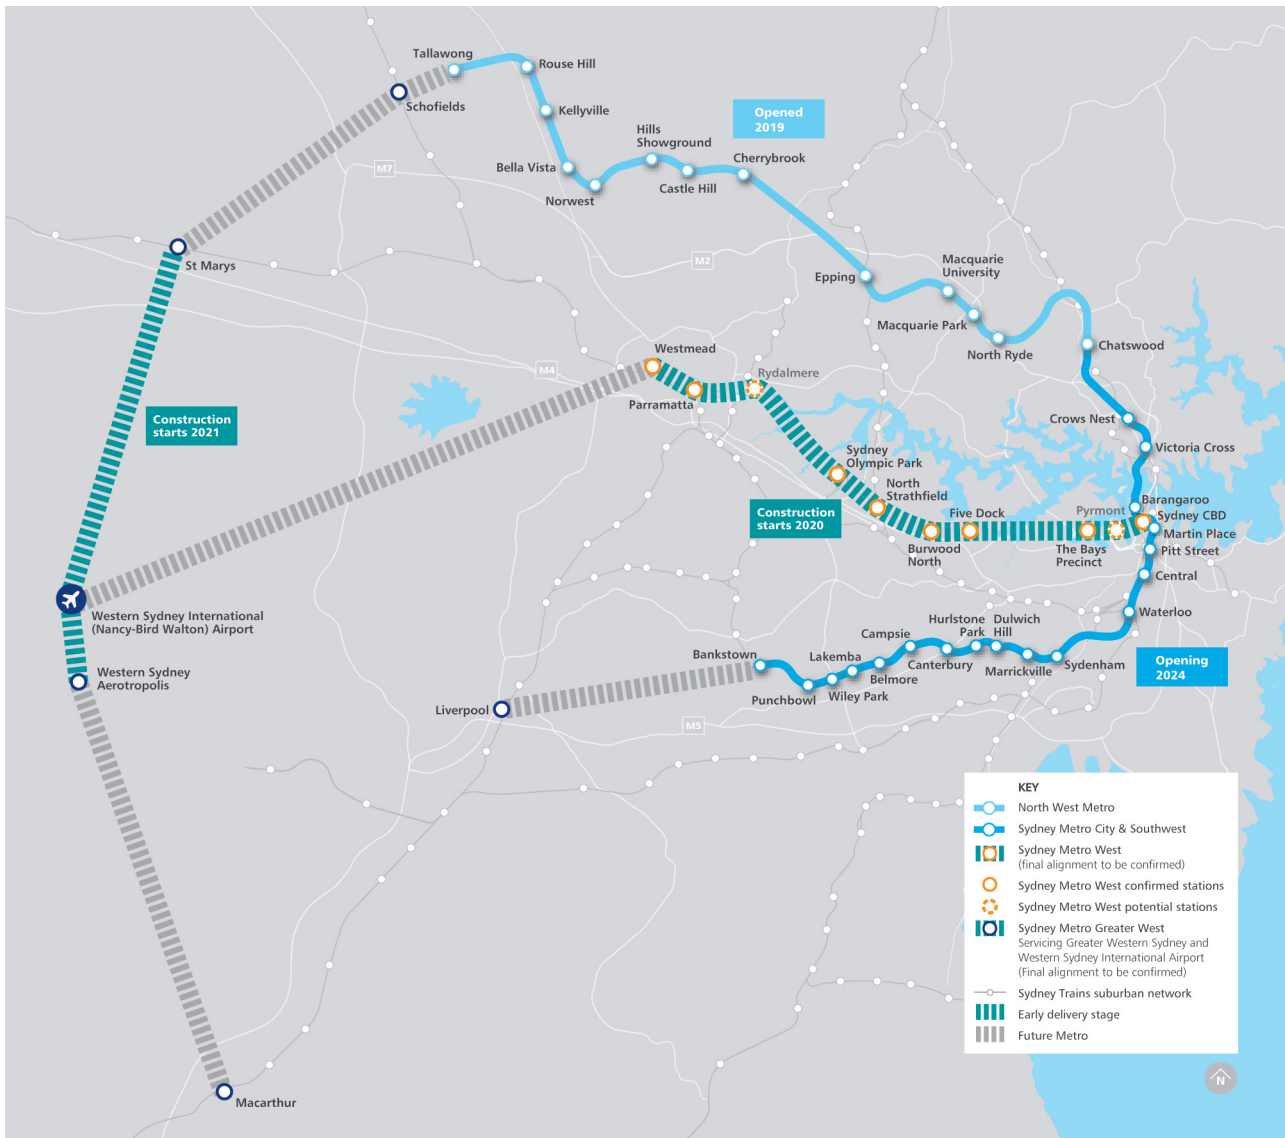 Tallawong
Rouse Hill
Schofields
Kellyville
Opened
2019
Hills
Showground
Cherrybrook
Bella Vista
Castle Hill
Norwest
M7
St Marys
M2
Epping
Macquarie
University
Macquarie Park
North Ryde
Chatswood
Westmead
Rydalmere
M4
Parramatta
Construction
starts 2021
Crows Nest
Victoria Cross
Sydney
Olympic Park
North
Strathfield
Construction
starts 2020
Five Dock
Burwood
North
Pyrmont
The Bays
Precinct
Barangaroo
Sydney CBD
Martin Place
Pitt Street
Central
Waterloo
Western Sydney International
(Nancy-Bird Walton) Airport
Western Sydney
Aerotropolis
Bankstown
Punchbowl
Lakemba
Wiley Park
Belmore
Campsie
Canterbury
Hurlstone
Park
Dulwich
Hill
Marrickville
Sydenham
Opening
2024
Liverpool
M5
KEY
North West Metro
Sydney Metro City & Southwest
Sydney Metro West
(final alignment to be confirmed)
Sydney Metro West confirmed stations
Sydney Metro West potential stations
Sydney Metro Greater West
Servicing Greater Western Sydney and
Western Sydney International Airport
(Final alignment to be confirmed)
Sydney Trains suburban network
Early delivery stage
Future Metro
N
Macarthur